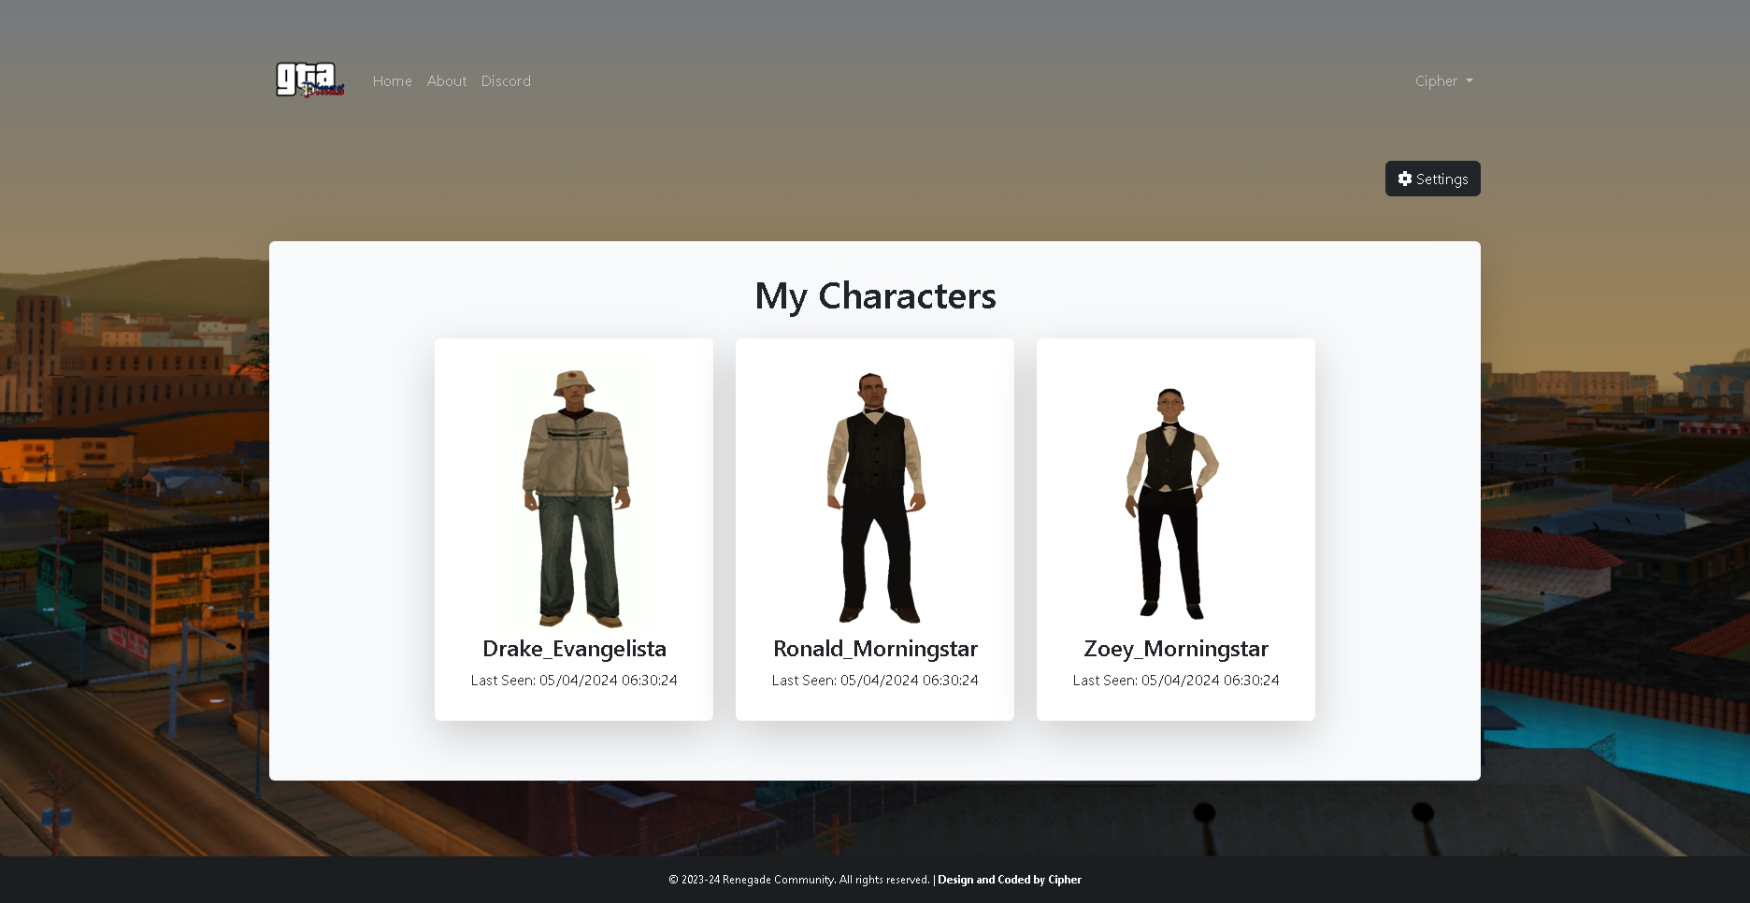 gta
Home About Discord
Cipher
Settings
My Characters
Drake_Evangelista
Last Seen: 05/04/2024 06:30:24
Ronald_Morningstar
Last Seen: 05/04/2024 06:30:24
Zoey_Morningstar
Last Seen: 05/04/2024 06:30:24
© 2023-24 Renegade Community. All rights reserved. | Design and Coded by Cipher